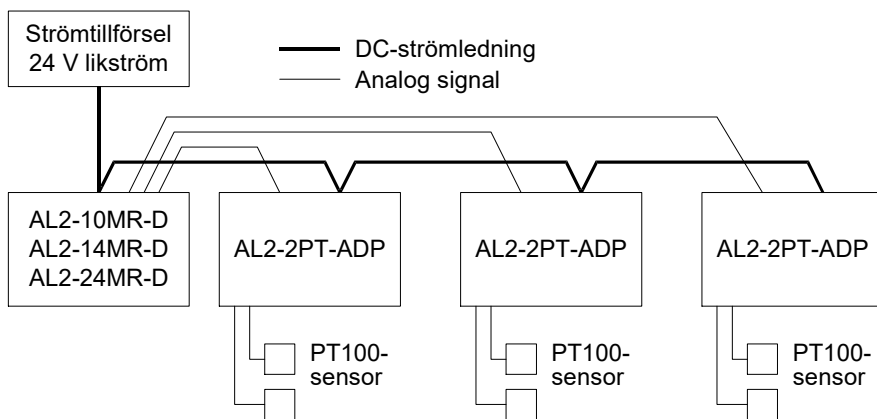 Strömtillförsel
24 V likström
DC-strömledning
Analog signal
AL2-10MR-D
AL2-14MR-D
AL2-24MR-D
AL2-2PT-ADP
AL2-2PT-ADP
AL2-2PT-ADP
PT100-
sensor
PT100-
sensor
PT100-
sensor